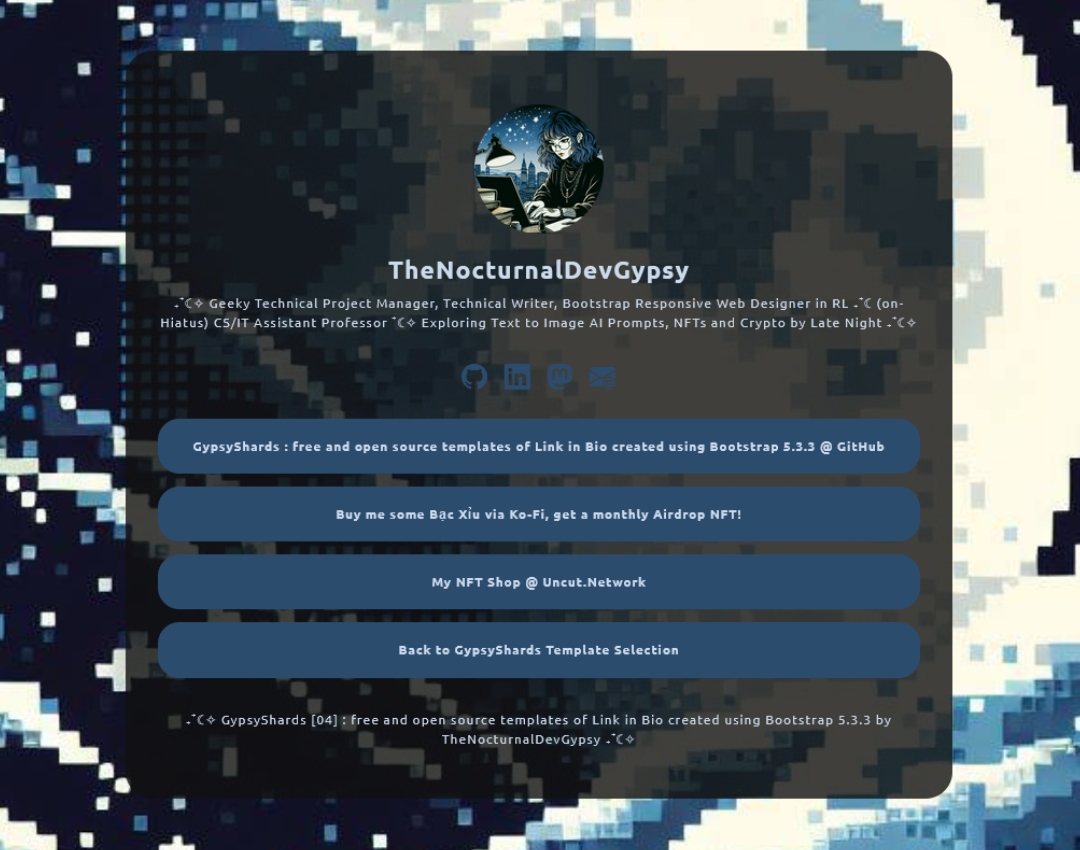 TheNocturnalDevGypsy
˖˚☾✧ Geeky Technical Project Manager, Technical Writer, Bootstrap Responsive Web Designer in RL ˖˚☾ (on-
Hiatus) CS/IT Assistant Professor ˚☾✧ Exploring Text to Image AI Prompts, NFTs and Crypto by Late Night ˖˚☾✧
GypsyShards : free and open source templates of Link in Bio created using Bootstrap 5.3.3 @ GitHub
Buy me some Bạc Xỉu via Ko-Fi, get a monthly Airdrop NFT!
My NFT Shop @ Uncut.Network
Back to GypsyShards Template Selection
˖˚☾✧ GypsyShards [04] : free and open source templates of Link in Bio created using Bootstrap 5.3.3 by
TheNocturnalDevGypsy ˖˚☾✧